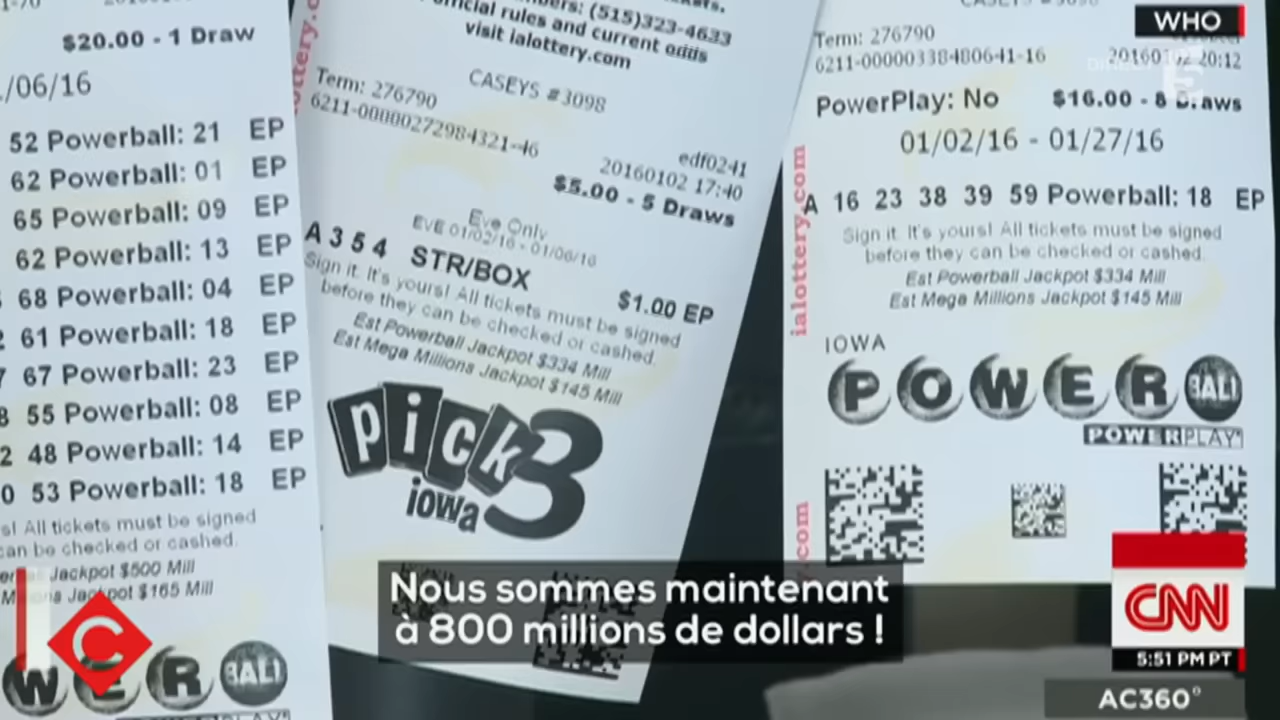 $20.00 - 1 Draw
/06/16
52 Powerball: 21 EP
62 Powerball: 01 EP
65 Powerball: 09 EP
62 Powerball: 13 EP
68 Powerball: 04 EP
61 Powerball: 18 EP
67 Powerball: 23 EP
55 Powerball: 08 EP
48 Powerball: 14 EP
53 Powerball: 18 EP
All tickets must be signed
can be checked or cashed.
Jackpot $500 Mill
Jackpot $165 Mill
WER BALL
(515)323-4633
official rules and current odds
visit ialottery.com
CASEYS #3098
Term: 276790
6211-00000272984321-46
edf0241
20160102 17:40
$5.00 - 5 Draws
Eve Only
EVE 01/02/16 - 01/06/16
A 3 5 4 STR/BOX $1.00 EP
Sign it. It's yours! All tickets must be signed
before they can be checked or cashed.
Est Powerball Jackpot $334 Mill
Est Mega Millions Jackpot $145 Mill
pick 3
iowa
WHO
Term: 276790
6211-00000338480641-16
20160102 20:12
PowerPlay: No $16.00 - 8 Draws
01/02/16 - 01/27/16
A 16 23 38 39 59 Powerball: 18 EP
Sign it. It's yours! All tickets must be signed
before they can be checked or cashed.
Est Powerball Jackpot $334 Mill
Est Mega Millions Jackpot $145 Mill
ialottery.com
.com
IOWA
POWER BALL
POWERPLAY
Nous sommes maintenant
à 800 millions de dollars !
C
CNN
5:51 PM PT
AC360°